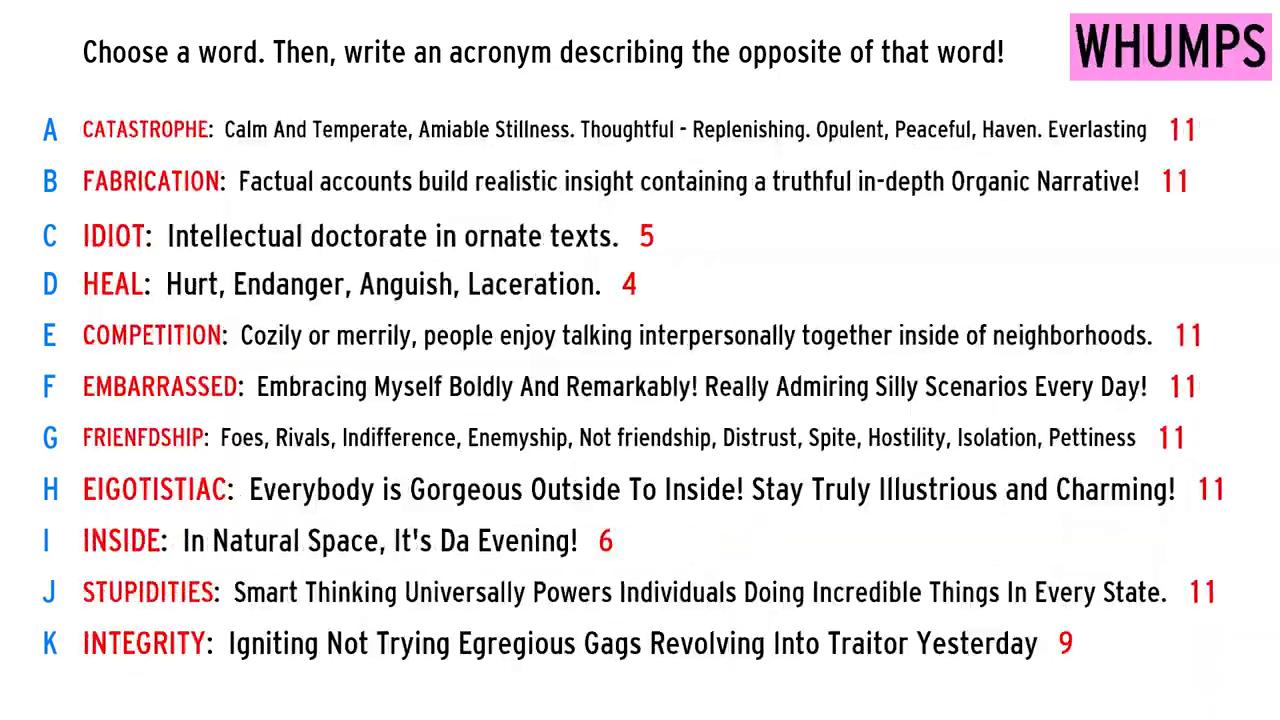 Choose a word. Then, write an acronym describing the opposite of that word!
WHUMPS
A CATASTROPHE: Calm And Temperate, Amiable Stillness. Thoughtful - Replenishing. Opulent, Peaceful, Haven. Everlasting 11
B FABRICATION: Factual accounts build realistic insight containing a truthful in-depth Organic Narrative! 11
C IDIOT: Intellectual doctorate in ornate texts. 5
D HEAL: Hurt, Endanger, Anguish, Laceration. 4
E COMPETITION: Cozily or merrily, people enjoy talking interpersonally together inside of neighborhoods. 11
F EMBARRASSED: Embracing Myself Boldly And Remarkably! Really Admiring Silly Scenarios Every Day! 11
G FRIENFDSHIP: Foes, Rivals, Indifference, Enemyship, Not friendship, Distrust, Spite, Hostility, Isolation, Pettiness 11
H EIGOTISTIAC: Everybody is Gorgeous Outside To Inside! Stay Truly Illustrious and Charming! 11
I INSIDE: In Natural Space, It's Da Evening! 6
J STUPIDITIES: Smart Thinking Universally Powers Individuals Doing Incredible Things In Every State. 11
K INTEGRITY: Igniting Not Trying Egregious Gags Revolving Into Traitor Yesterday 9